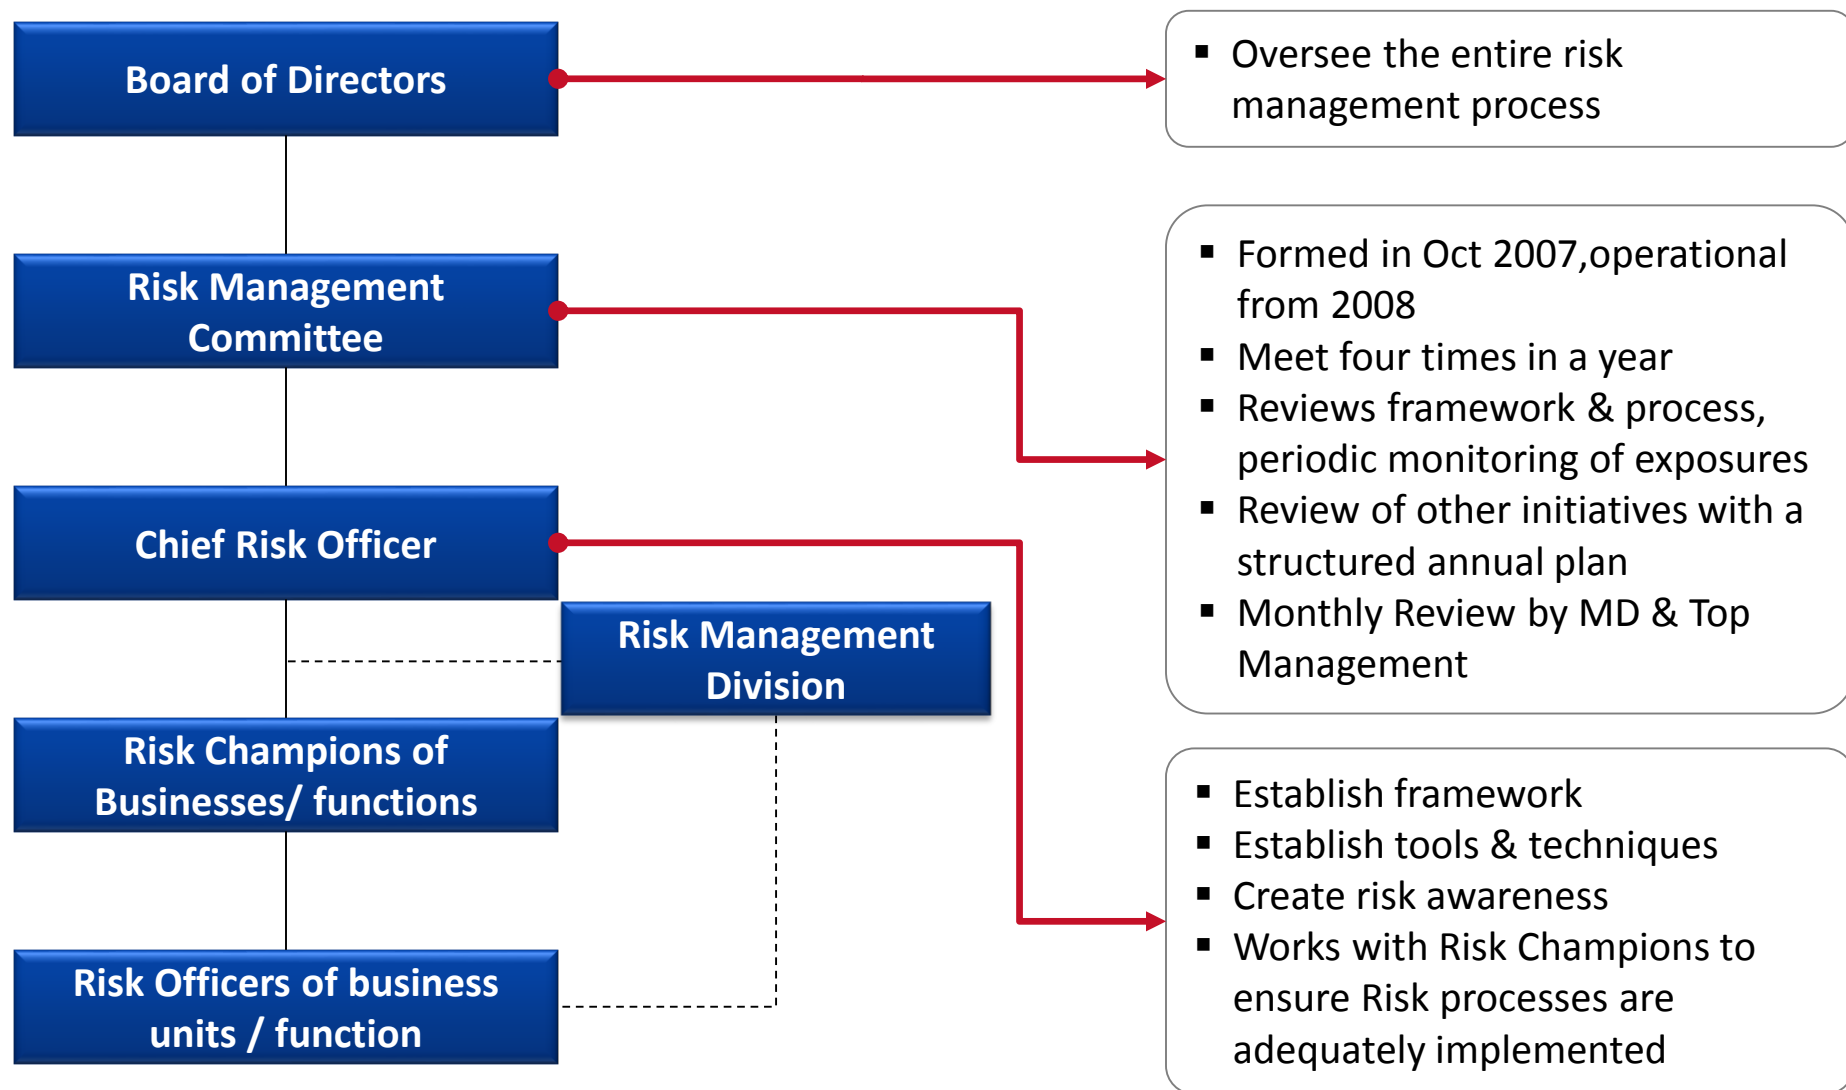 Board of Directors
▪ Oversee the entire risk
management process
Risk Management
Committee
▪ Formed in Oct 2007,operational
from 2008
▪ Meet four times in a year
▪ Reviews framework & process,
periodic monitoring of exposures
▪ Review of other initiatives with a
structured annual plan
▪ Monthly Review by MD & Top
Management
Chief Risk Officer
Risk Management
Division
Risk Champions of
Businesses/ functions
Risk Officers of business
units / function
▪ Establish framework
▪ Establish tools & techniques
▪ Create risk awareness
▪ Works with Risk Champions to
ensure Risk processes are
adequately implemented